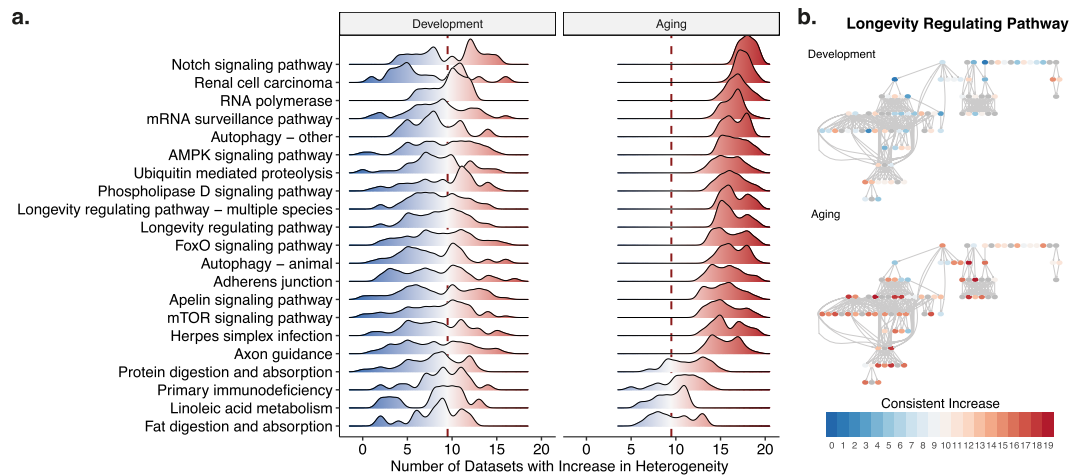 a.
Development
Aging
Notch signaling pathway
Renal cell carcinoma
RNA polymerase
mRNA surveillance pathway
Autophagy − other
AMPK signaling pathway
Ubiquitin mediated proteolysis
Phospholipase D signaling pathway
Longevity regulating pathway − multiple species
Longevity regulating pathway
FoxO signaling pathway
Autophagy − animal
Adherens junction
Apelin signaling pathway
mTOR signaling pathway
Herpes simplex infection
Axon guidance
Protein digestion and absorption
Primary immunodeficiency
Linoleic acid metabolism
Fat digestion and absorption
0 5 10 15 20 0 5 10 15 20
Number of Datasets with Increase in Heterogeneity
b.
Longevity Regulating Pathway
Development
Aging
Consistent Increase
0 1 2 3 4 5 6 7 8 9 10 11 12 13 14 15 16 17 18 19